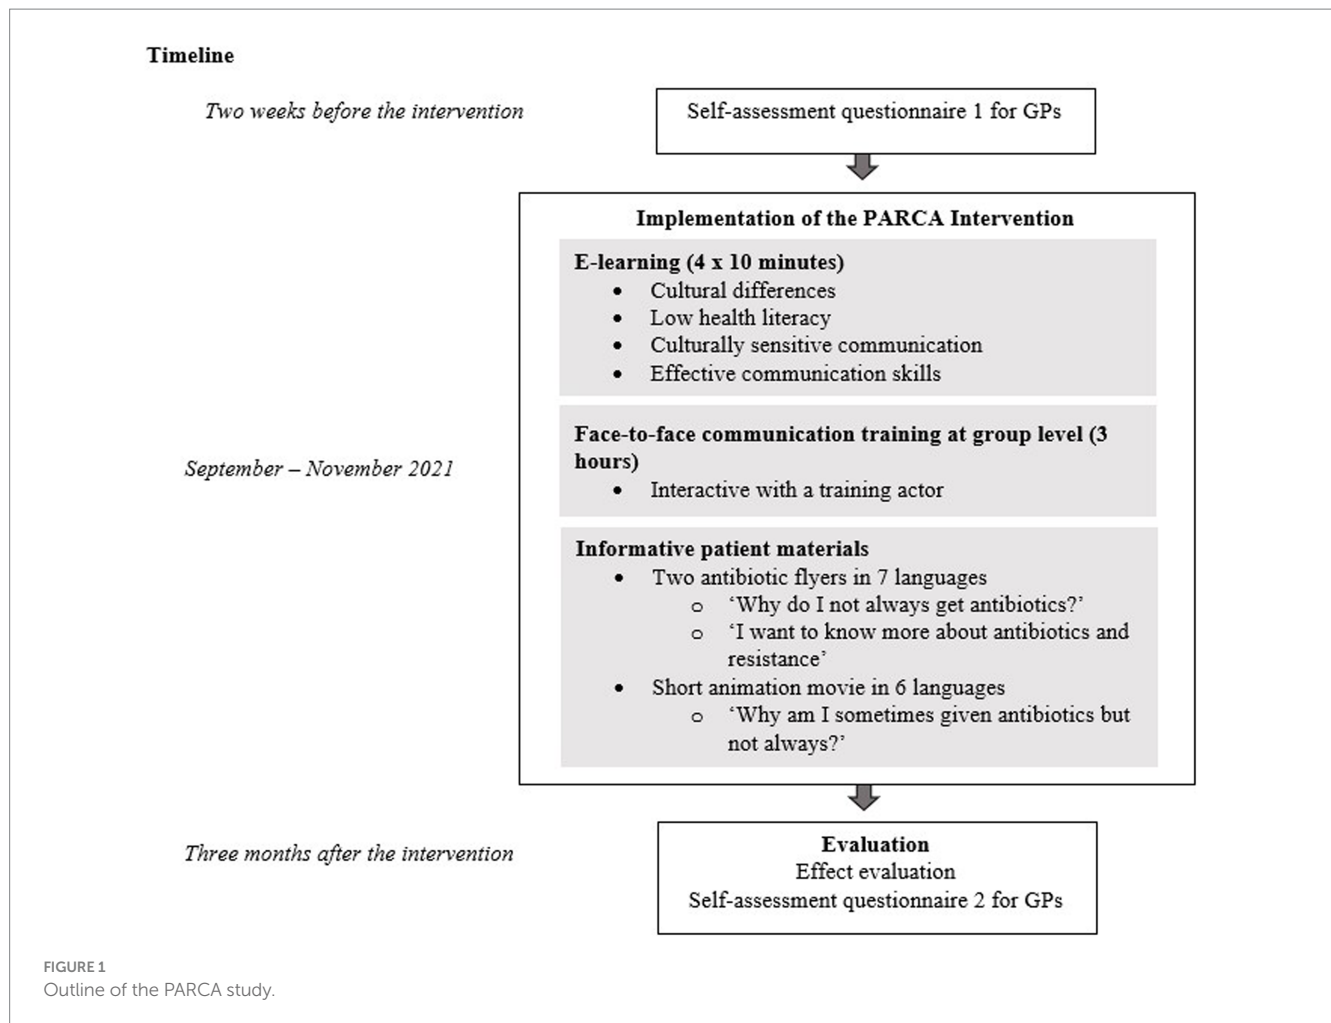 Timeline
Two weeks before the intervention
Self-assessment questionnaire 1 for GPs
Implementation of the PARCA Intervention
E-learning (4 x 10 minutes)
• Cultural differences
• Low health literacy
• Culturally sensitive communication
• Effective communication skills
September – November 2021
Face-to-face communication training at group level (3
hours)
• Interactive with a training actor
Informative patient materials
• Two antibiotic flyers in 7 languages
o ‘Why do I not always get antibiotics?’
o ‘I want to know more about antibiotics and
resistance’
• Short animation movie in 6 languages
o ‘Why am I sometimes given antibiotics but
not always?’
Three months after the intervention
Evaluation
Effect evaluation
Self-assessment questionnaire 2 for GPs
FIGURE 1
Outline of the PARCA study.